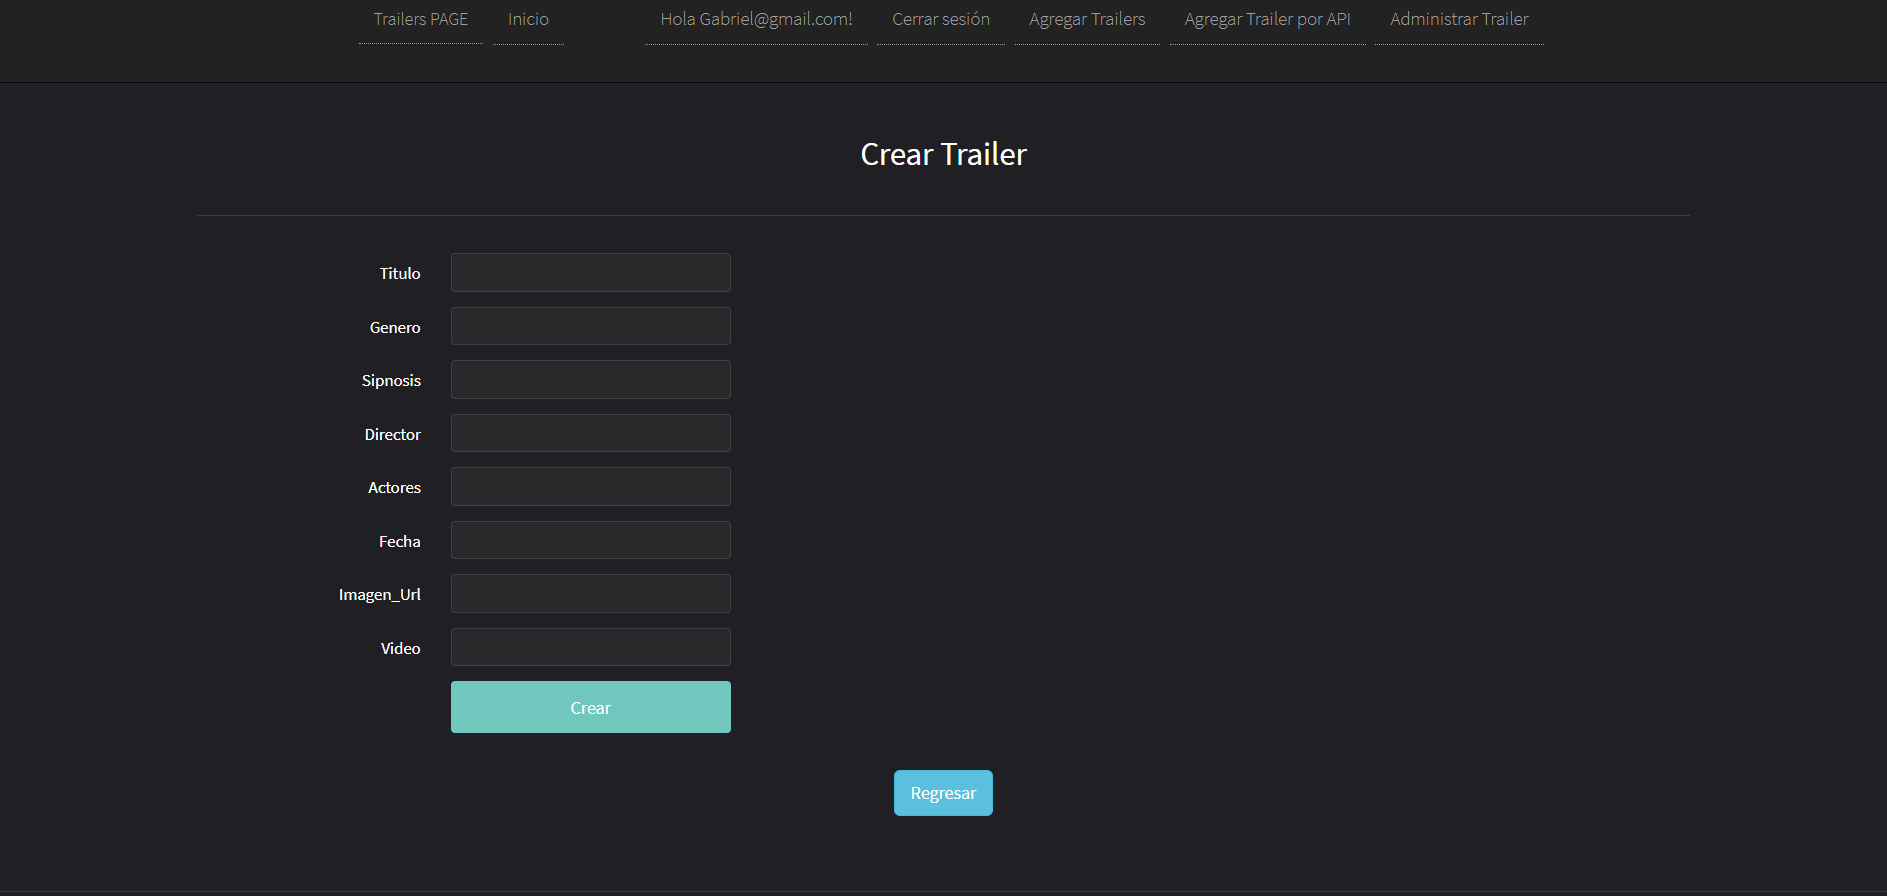 Trailers PAGE Inicio Hola Gabriel@gmail.com! Cerrar sesión Agregar Trailers Agregar Trailer por API Administrar Trailer
Crear Trailer
Titulo
Genero
Sipnosis
Director
Actores
Fecha
Imagen_Url
Video
Crear
Regresar